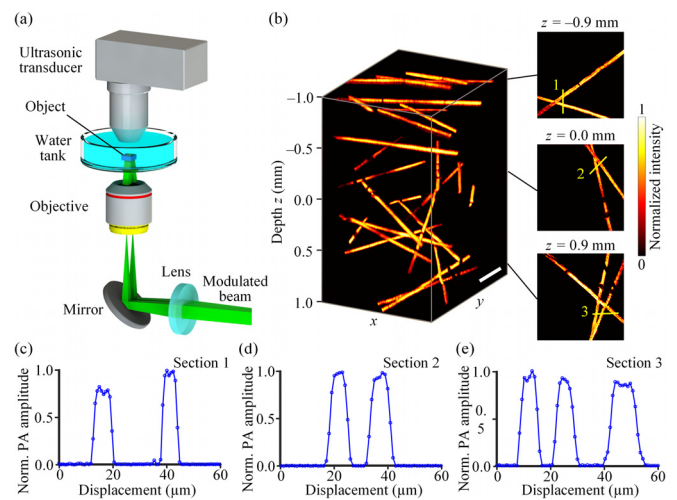 (a)
Ultrasonic
transducer
Object
Water
tank
Objective
Mirror
Lens
Modulated
beam
(b)
–1.0
–0.5
0.0
0.5
1.0
Depth z (mm)
x
y
z = –0.9 mm
1
z = 0.0 mm
2
z = 0.9 mm
3
1
Normalized intensity
0
(c)
Section 1
Norm. PA amplitude
1.0
0.5
0.0
0 20 40 60
Displacement (μm)
(d)
Section 2
Norm. PA amplitude
1.0
0.5
0.0
0 20 40 60
Displacement (μm)
(e)
Section 3
Norm. PA amplitude
1.0
0.
5
0.0
0 20 40 60
Displacement (μm)